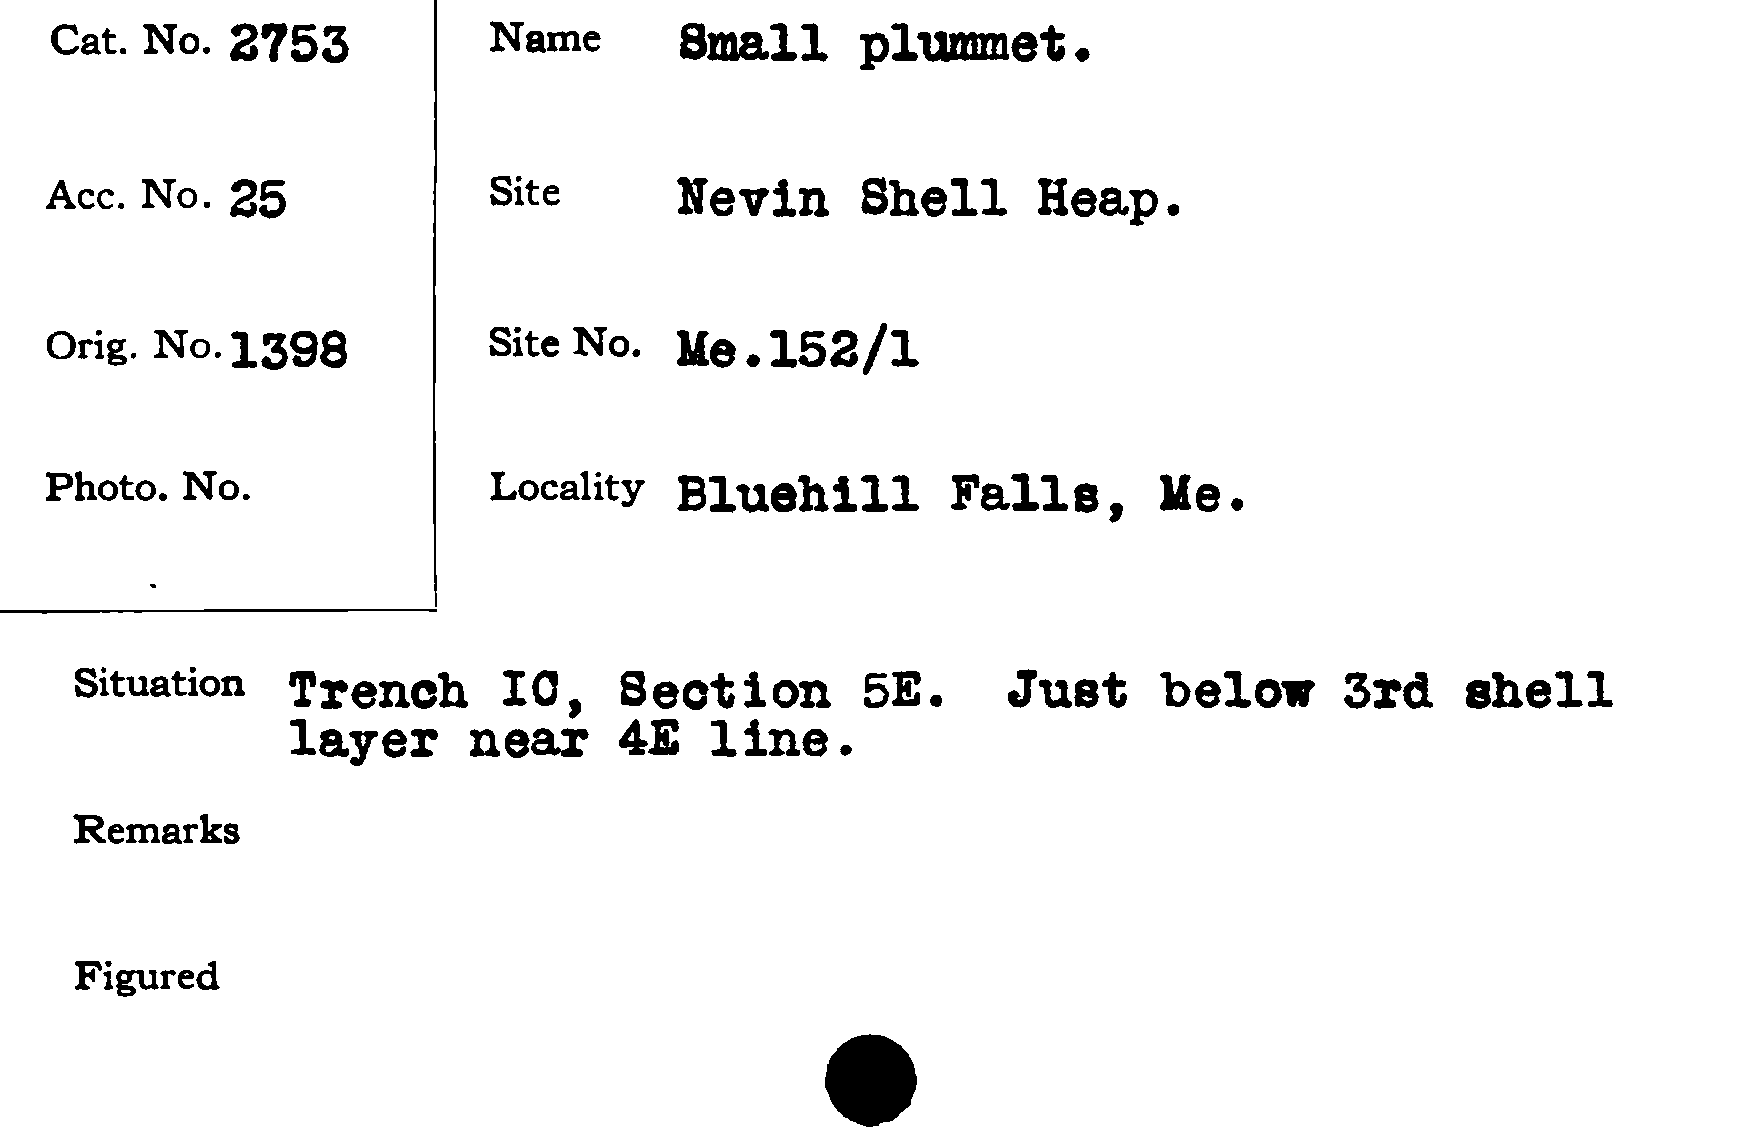 Cat. No. 2753
Acc. No. 25
Orig. No. 1398
Photo. No.
Name Small plummet.
Site Nevin Shell Heap.
Site No. Me.152/1
Locality Bluehill Falls, Me.
Situation Trench IC, Section 5E. Just below 3rd shell
layer near 4E line.
Remarks
Figured